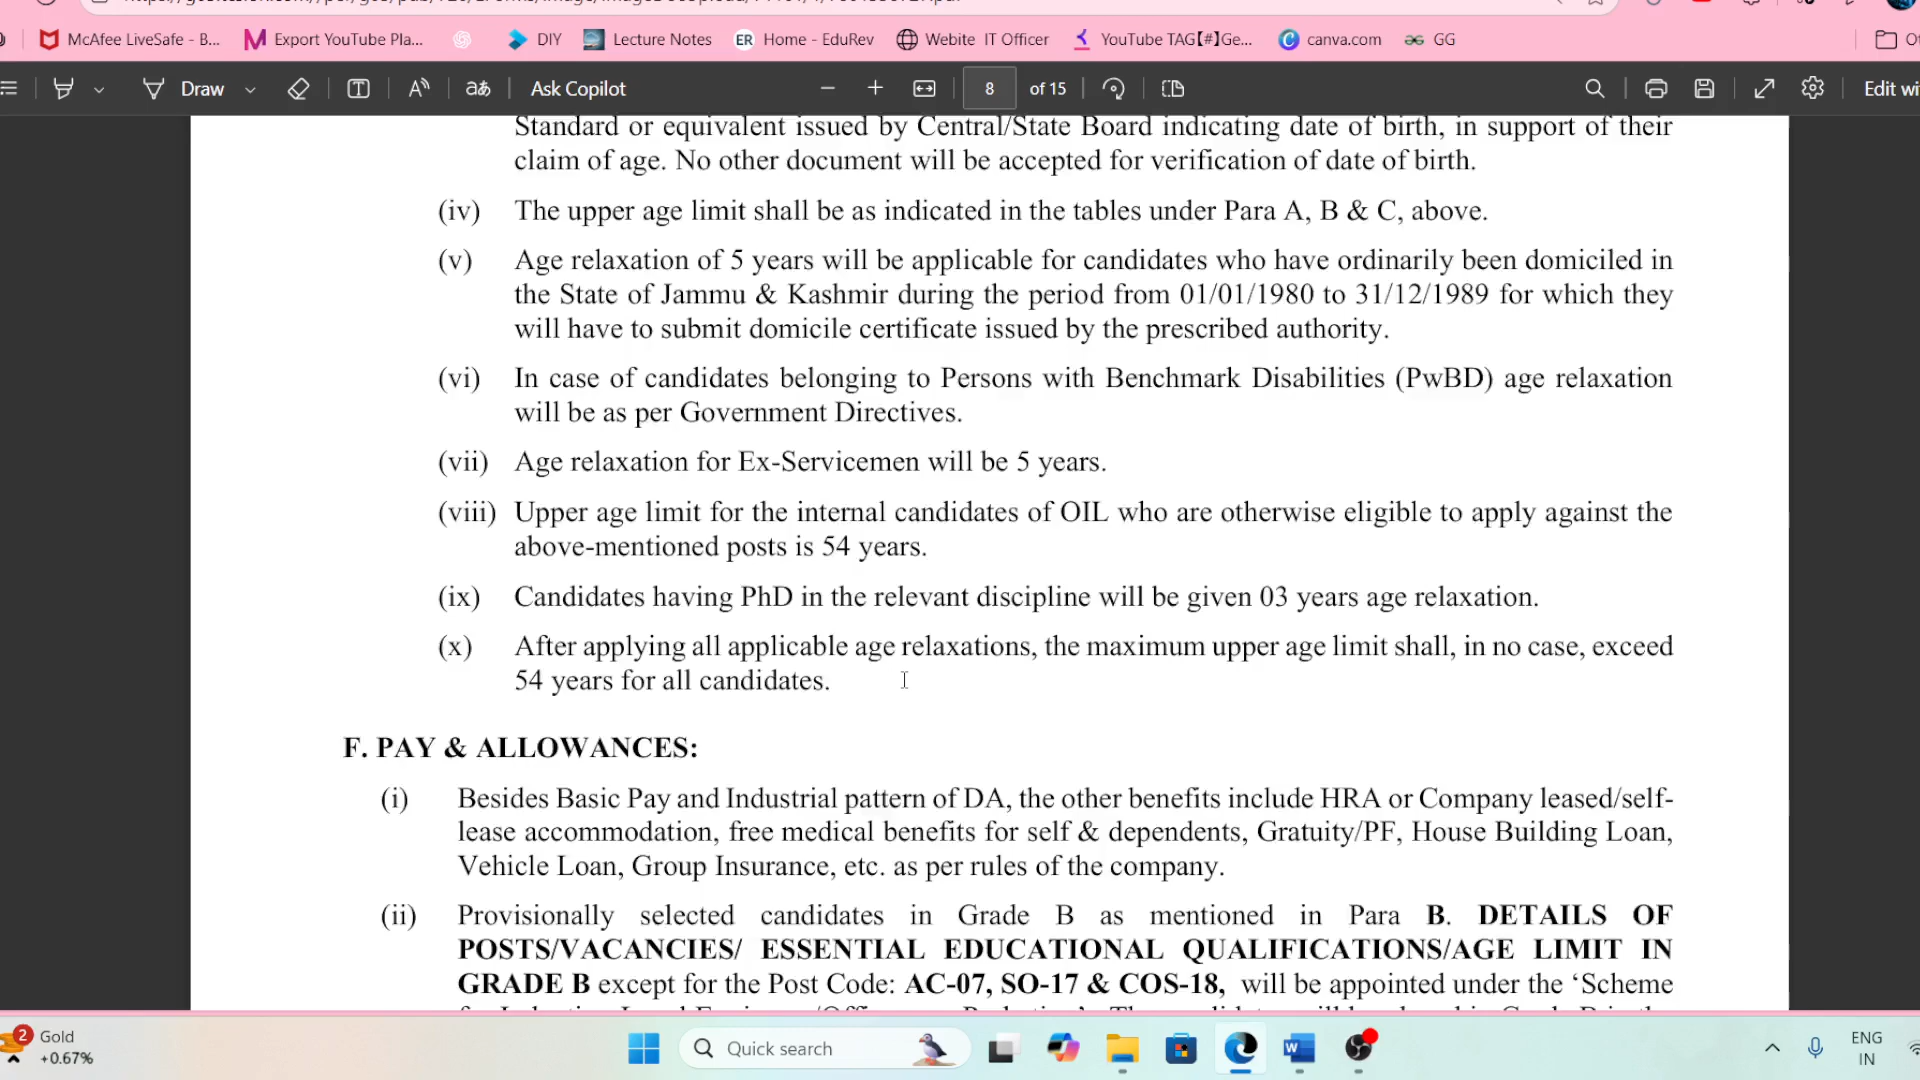 McAfee LiveSafe - B...
Export YouTube Pla...
DIY
Lecture Notes
ER Home - EduRev
Webite IT Officer
YouTube TAG【#】Ge...
canva.com
GG
Draw
Ask Copilot
8 of 15
Edit wi
Standard or equivalent issued by Central/State Board indicating date of birth, in support of their
claim of age. No other document will be accepted for verification of date of birth.
(iv) The upper age limit shall be as indicated in the tables under Para A, B & C, above.
(v) Age relaxation of 5 years will be applicable for candidates who have ordinarily been domiciled in
the State of Jammu & Kashmir during the period from 01/01/1980 to 31/12/1989 for which they
will have to submit domicile certificate issued by the prescribed authority.
(vi) In case of candidates belonging to Persons with Benchmark Disabilities (PwBD) age relaxation
will be as per Government Directives.
(vii) Age relaxation for Ex-Servicemen will be 5 years.
(viii) Upper age limit for the internal candidates of OIL who are otherwise eligible to apply against the
above-mentioned posts is 54 years.
(ix) Candidates having PhD in the relevant discipline will be given 03 years age relaxation.
(x) After applying all applicable age relaxations, the maximum upper age limit shall, in no case, exceed
54 years for all candidates.
F. PAY & ALLOWANCES:
(i) Besides Basic Pay and Industrial pattern of DA, the other benefits include HRA or Company leased/self-
lease accommodation, free medical benefits for self & dependents, Gratuity/PF, House Building Loan,
Vehicle Loan, Group Insurance, etc. as per rules of the company.
(ii) Provisionally selected candidates in Grade B as mentioned in Para B. DETAILS OF
POSTS/VACANCIES/ ESSENTIAL EDUCATIONAL QUALIFICATIONS/AGE LIMIT IN
GRADE B except for the Post Code: AC-07, SO-17 & COS-18, will be appointed under the ‘Scheme
2
Gold
+0.67%
Quick search
ENG
IN